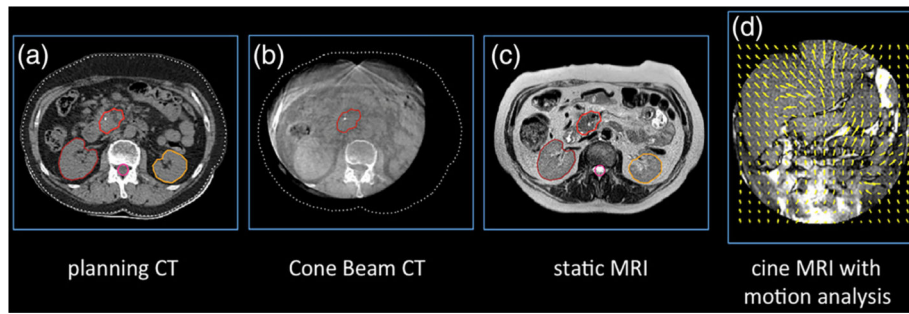 (a)
(b)
(c)
(d)
planning CT
Cone Beam CT
static MRI
cine MRI with
motion analysis